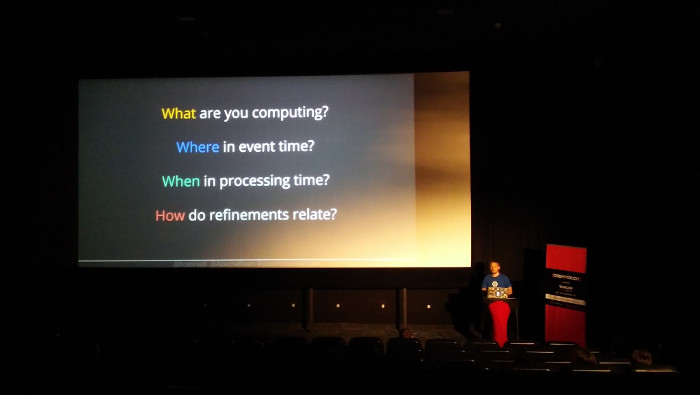 What are you computing?
Where in event time?
When in processing time?
How do refinements relate?